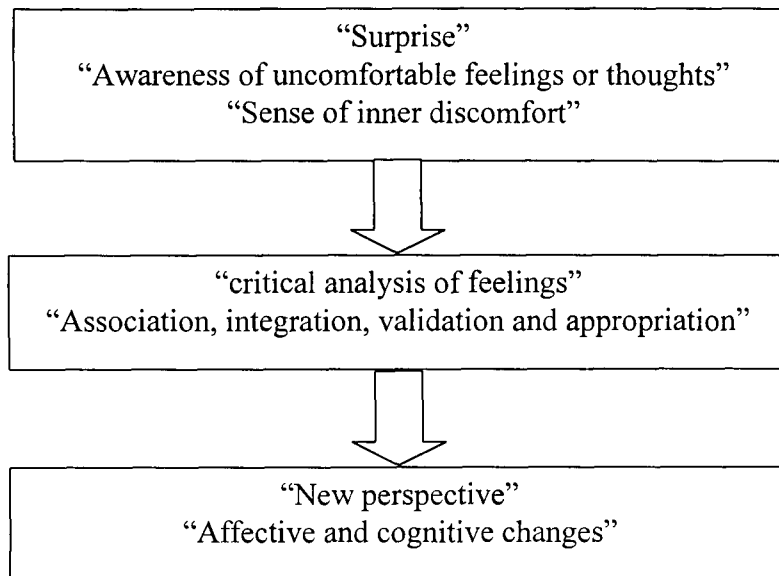 “Surprise”
“Awareness of uncomfortable feelings or thoughts”
“Sense of inner discomfort”
“critical analysis of feelings”
“Association, integration, validation and appropriation”
“New perspective”
“Affective and cognitive changes”